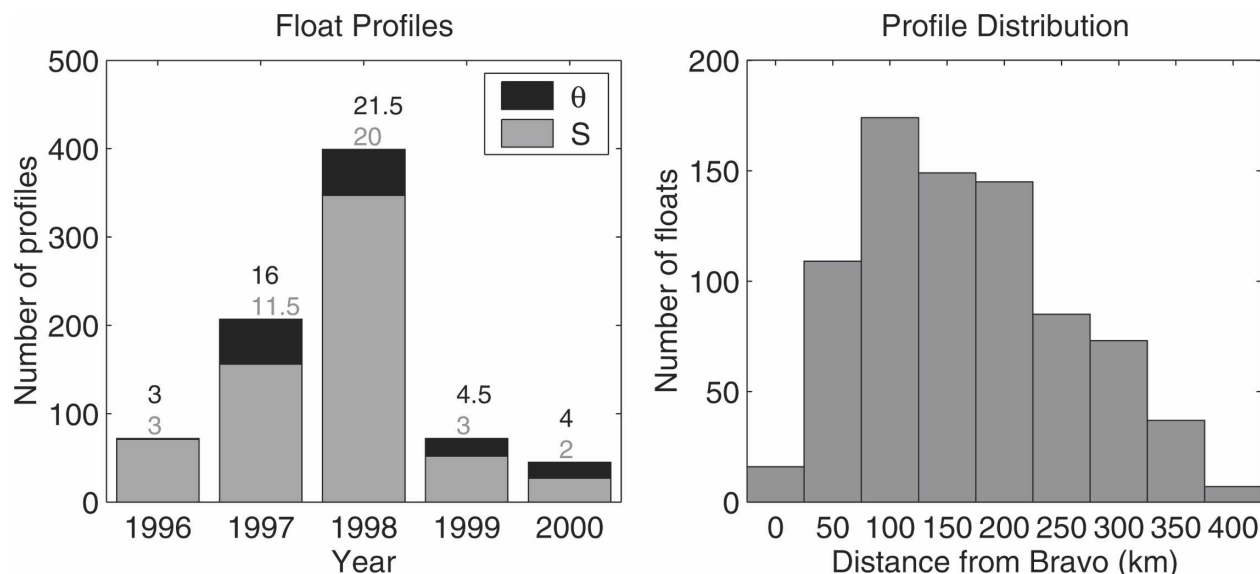 Float Profiles
500
400
300
200
100
0
Number of profiles
θ
S
3
3
16
11.5
21.5
20
4.5
3
4
2
1996 1997 1998 1999 2000
Year
Profile Distribution
200
150
100
50
0
Number of floats
0 50 100 150 200 250 300 350 400
Distance from Bravo (km)